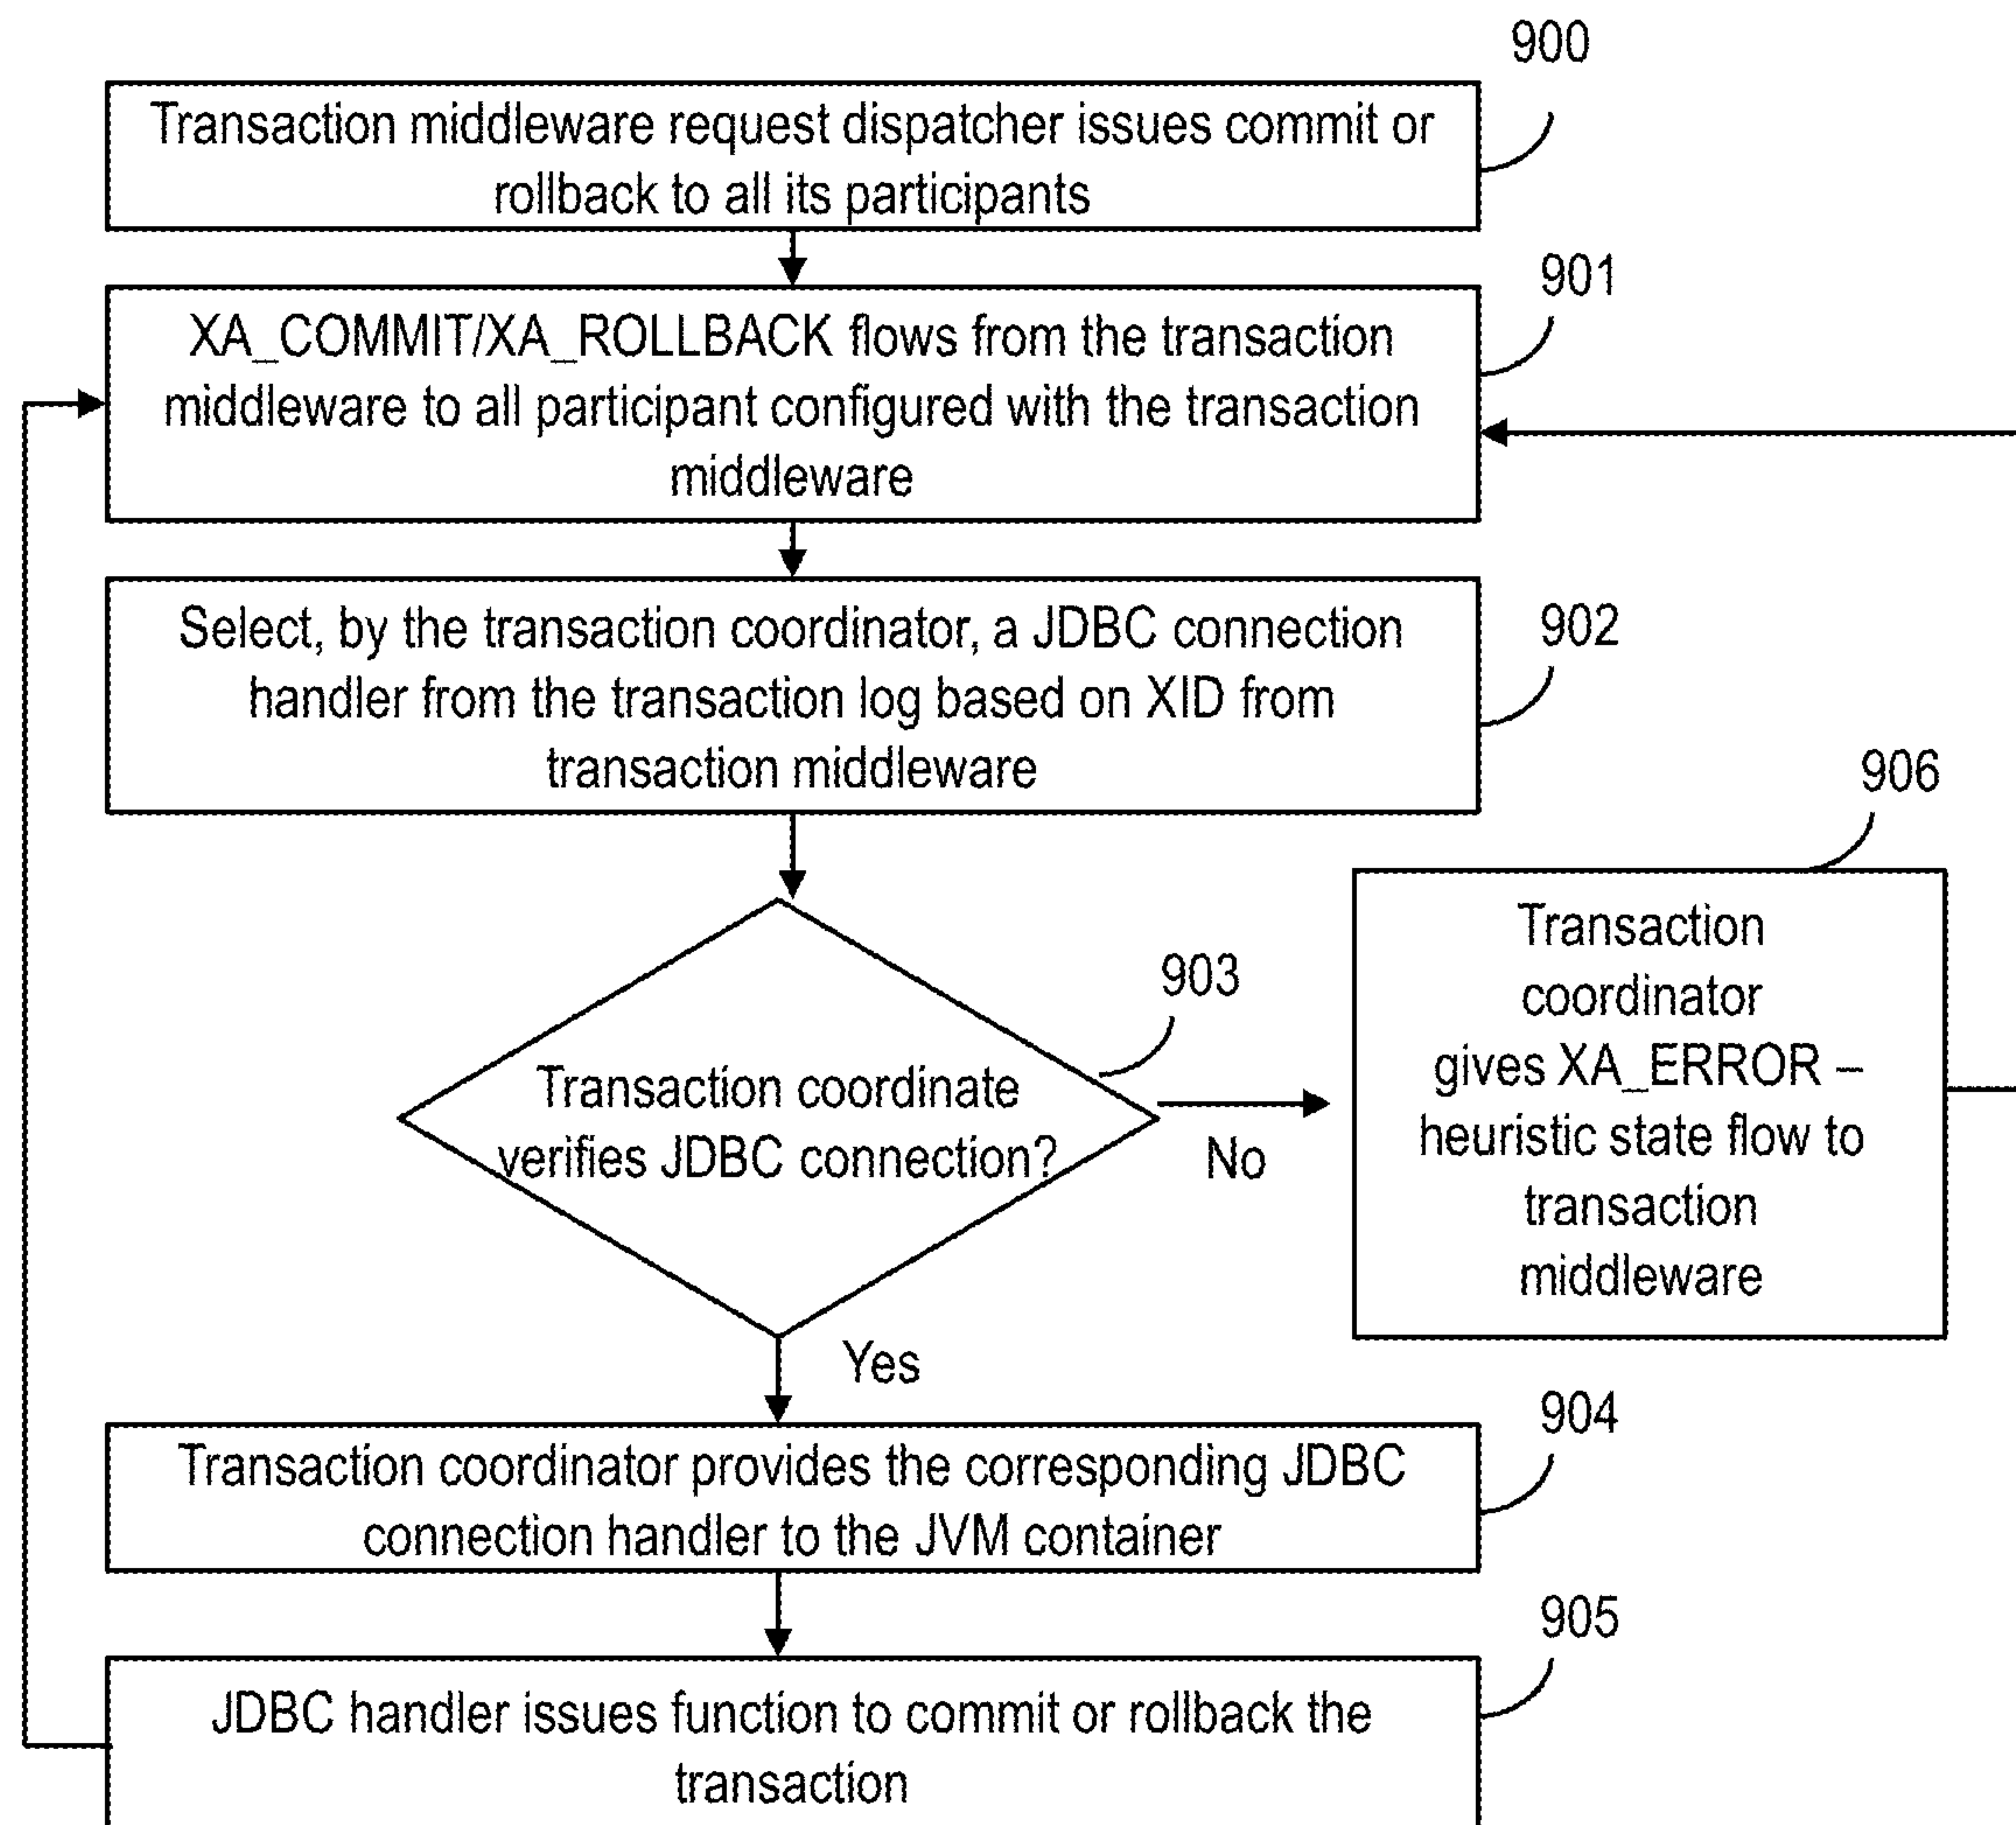 900
Transaction middleware request dispatcher issues commit or
rollback to all its participants
901
XA_COMMIT/XA_ROLLBACK flows from the transaction
middleware to all participant configured with the transaction
middleware
902
Select, by the transaction coordinator, a JDBC connection
handler from the transaction log based on XID from
transaction middleware
903
Transaction coordinate
verifies JDBC connection?
No
906
Transaction
coordinator
gives XA_ERROR –
heuristic state flow to
transaction
middleware
Yes
904
Transaction coordinator provides the corresponding JDBC
connection handler to the JVM container
905
JDBC handler issues function to commit or rollback the
transaction